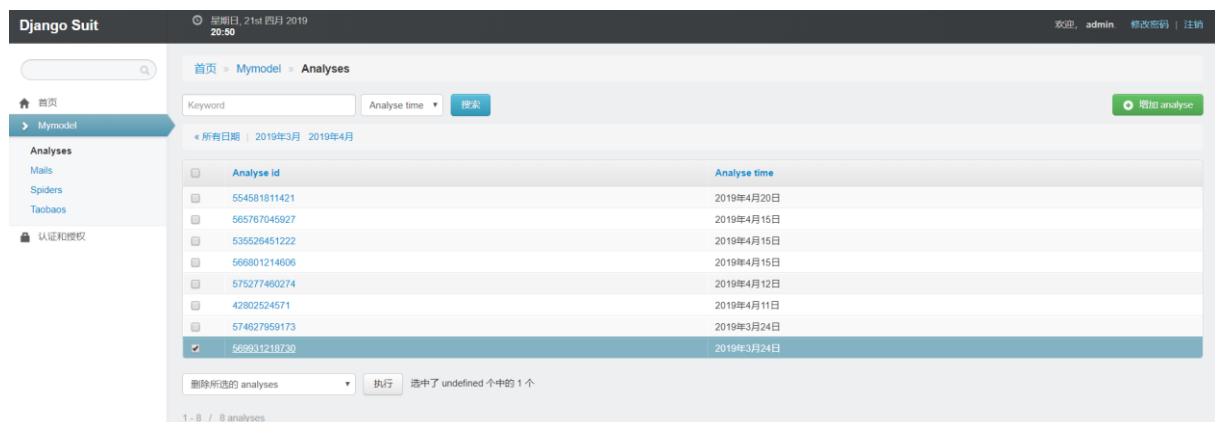 Django Suit
星期日, 21st 四月 2019
20:50
欢迎, admin. 修改密码 | 注销
首页 » Mymodel » Analyses
首页
Mymodel
Analyses
Mails
Spiders
Taobaos
认证和授权
Keyword Analyse time 搜索 增加 analyse
« 所有日期 | 2019年3月 2019年4月
Analyse id Analyse time
554581811421 2019年4月20日
565767045927 2019年4月15日
535526451222 2019年4月15日
566801214606 2019年4月15日
575277460274 2019年4月12日
42802524571 2019年4月11日
574627959173 2019年3月24日
569931218730 2019年3月24日
删除所选的 analyses 执行 选中了 undefined 个中的 1 个
1 - 8 / 8 analyses